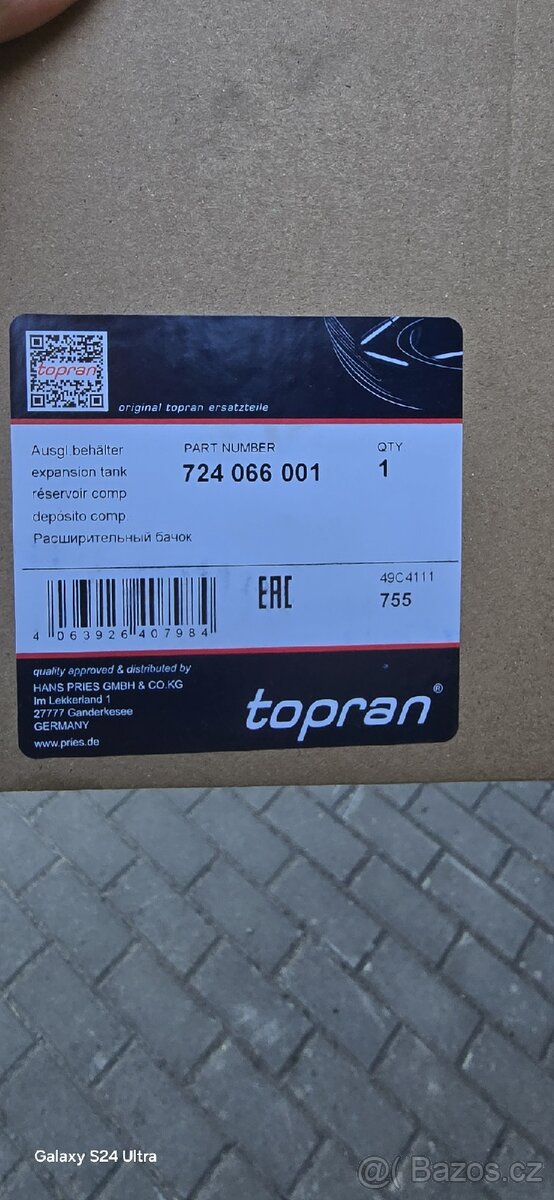 topran
original topran ersatzteile
Ausgl.behälter
expansion tank
réservoir comp
depósito comp.
Расширительный бачок
PART NUMBER
724 066 001
QTY
1
4 063926 407984
EAC
49C4111
755
quality approved & distributed by
HANS PRIES GMBH & CO.KG
Im Lekkerland 1
27777 Ganderkesee
GERMANY
www.pries.de
topran®
Galaxy S24 Ultra
@( Bazos.cz